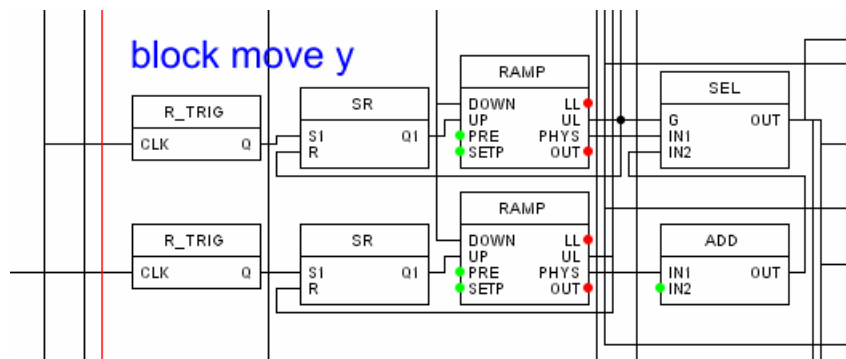 block move y
R_TRIG
CLK Q
SR
S1 Q1
R
RAMP
DOWN LL
UP UL
PRE PHYS
SETP OUT
SEL
G OUT
IN1
IN2
R_TRIG
CLK Q
SR
S1 Q1
R
RAMP
DOWN LL
UP UL
PRE PHYS
SETP OUT
ADD
IN1 OUT
IN2